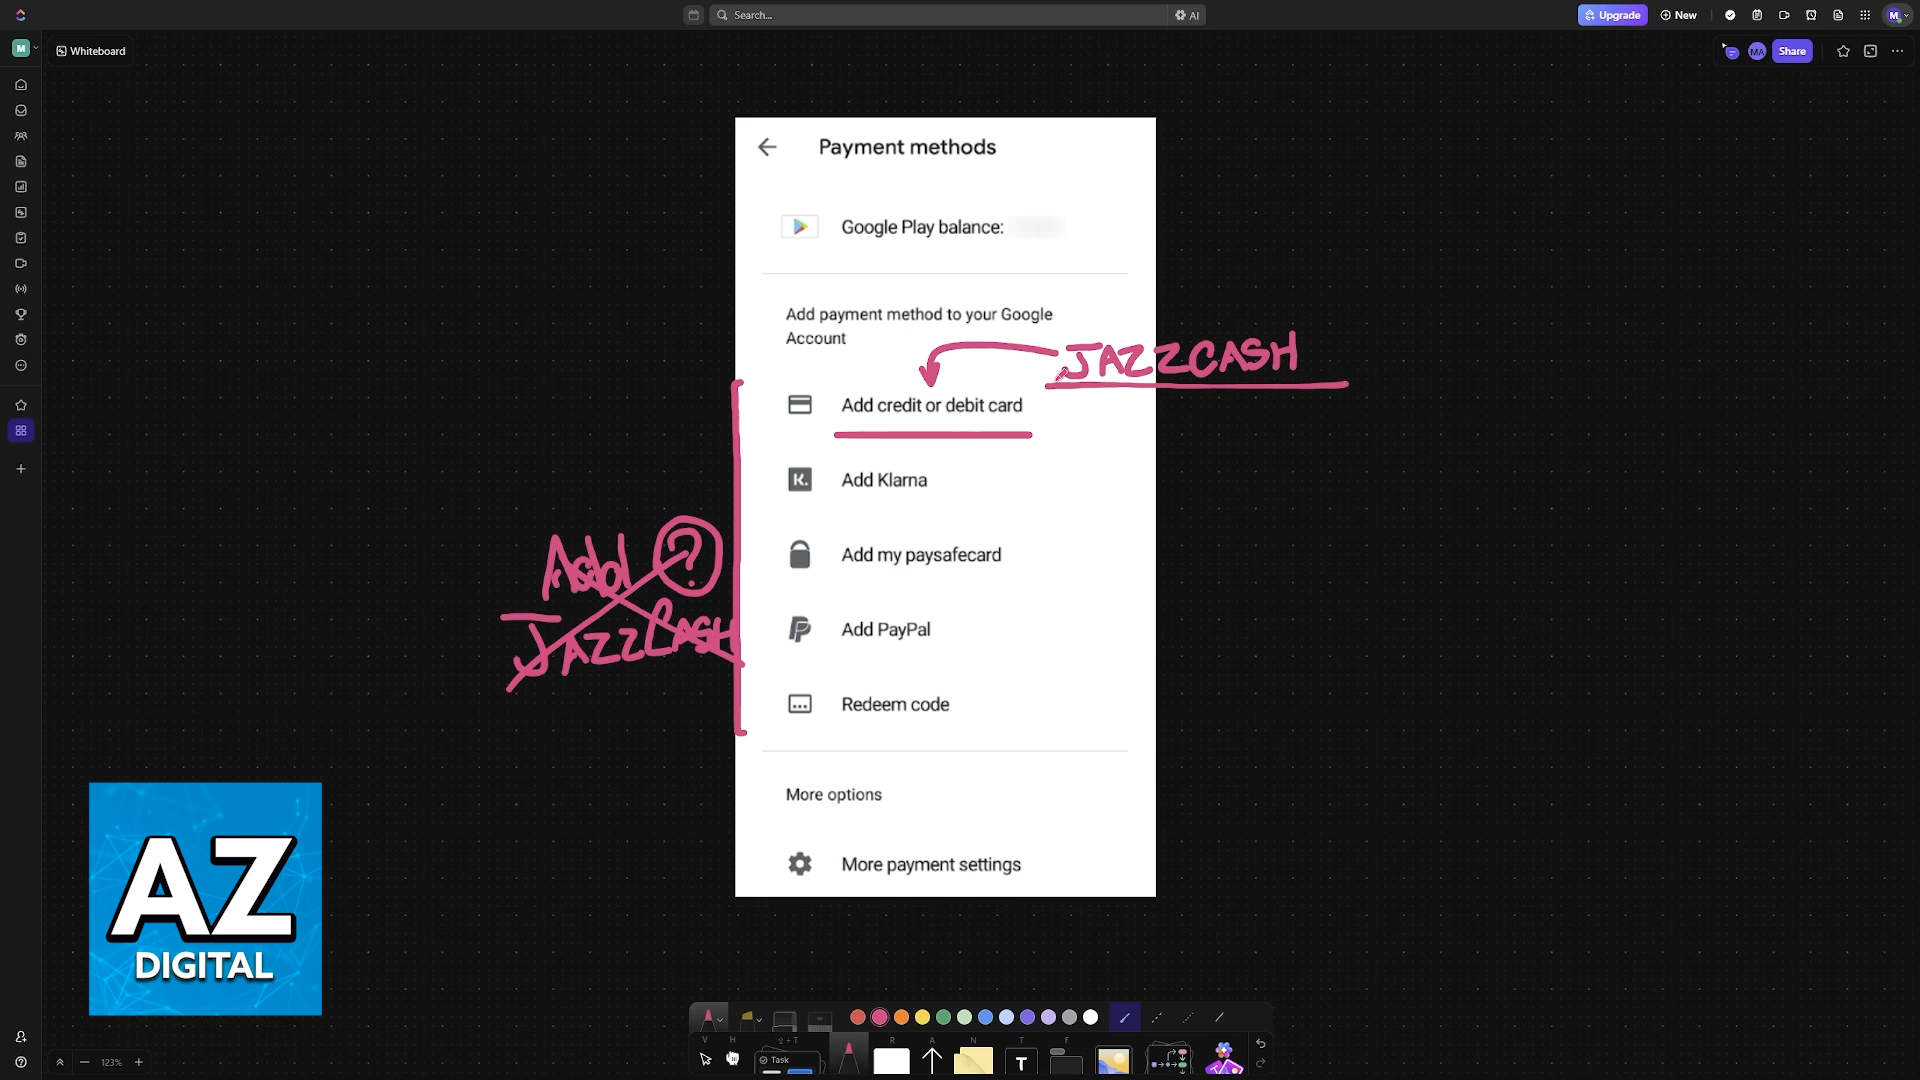 Search...
AI
Upgrade
New
M
M
Whiteboard
MA
Share
Payment methods
Google Play balance:
Add payment method to your Google
Account
JAZZCASH
Add credit or debit card
K.
Add Klarna
Add ?
JAZZCASH
Add my paysafecard
Add PayPal
Redeem code
More options
More payment settings
AZ
DIGITAL
V H ⇧+T R A N T F
Task
T
123%